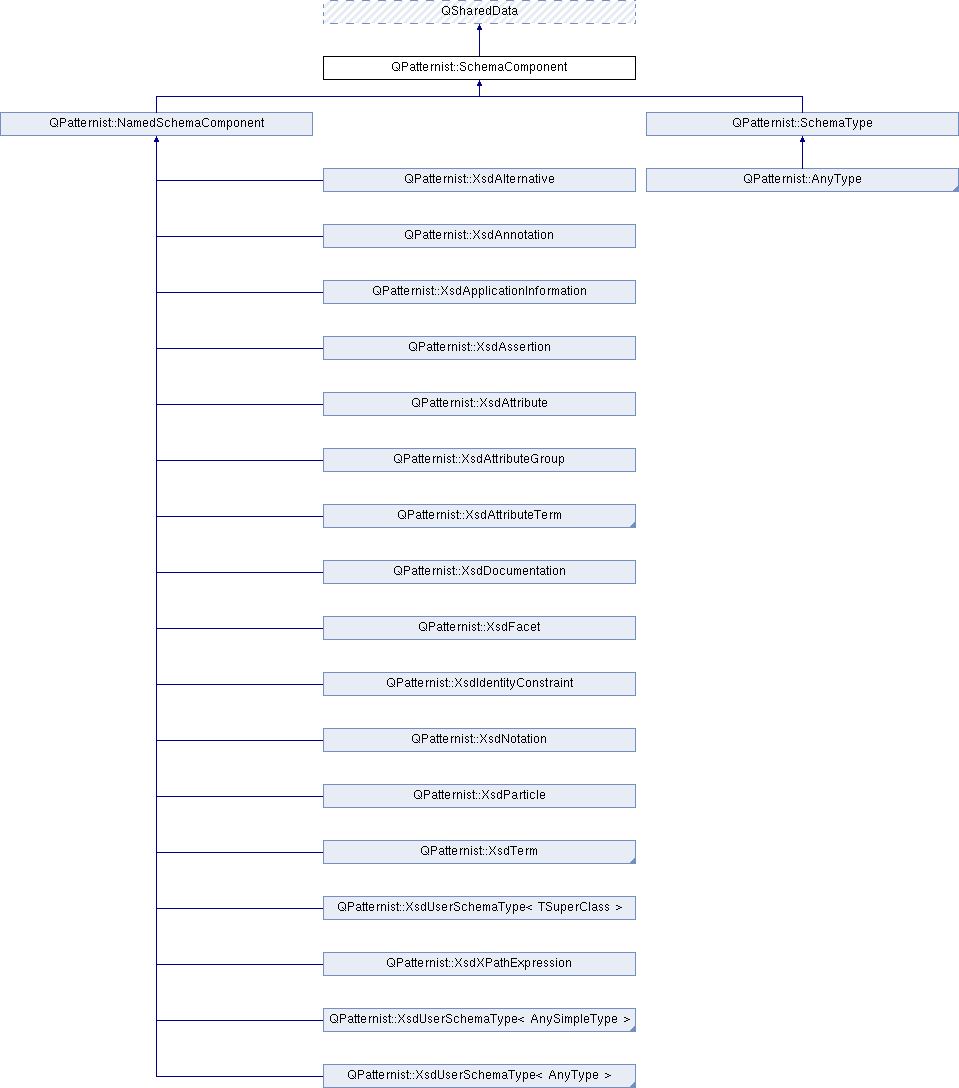 QSharedData
QPatternist::SchemaComponent
QPatternist::NamedSchemaComponent
QPatternist::SchemaType
QPatternist::XsdAlternative
QPatternist::AnyType
QPatternist::XsdAnnotation
QPatternist::XsdApplicationInformation
QPatternist::XsdAssertion
QPatternist::XsdAttribute
QPatternist::XsdAttributeGroup
QPatternist::XsdAttributeTerm
QPatternist::XsdDocumentation
QPatternist::XsdFacet
QPatternist::XsdIdentityConstraint
QPatternist::XsdNotation
QPatternist::XsdParticle
QPatternist::XsdTerm
QPatternist::XsdUserSchemaType< TSuperClass >
QPatternist::XsdXPathExpression
QPatternist::XsdUserSchemaType< AnySimpleType >
QPatternist::XsdUserSchemaType< AnyType >